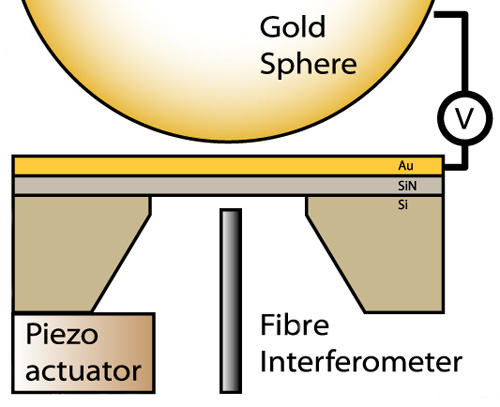 Gold
Sphere
V
Au
SiN
Si
Piezo
actuator
Fibre
Interferometer